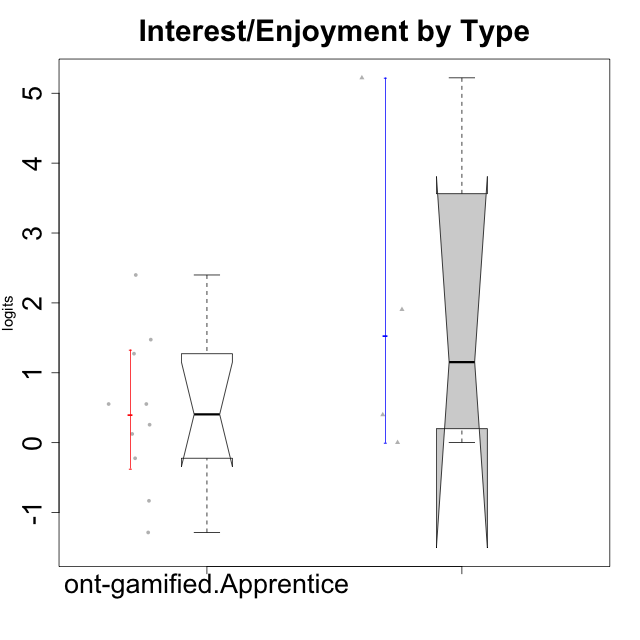 Interest/Enjoyment by Type
logits
5
4
3
2
1
0
-1
ont-gamified.Apprentice